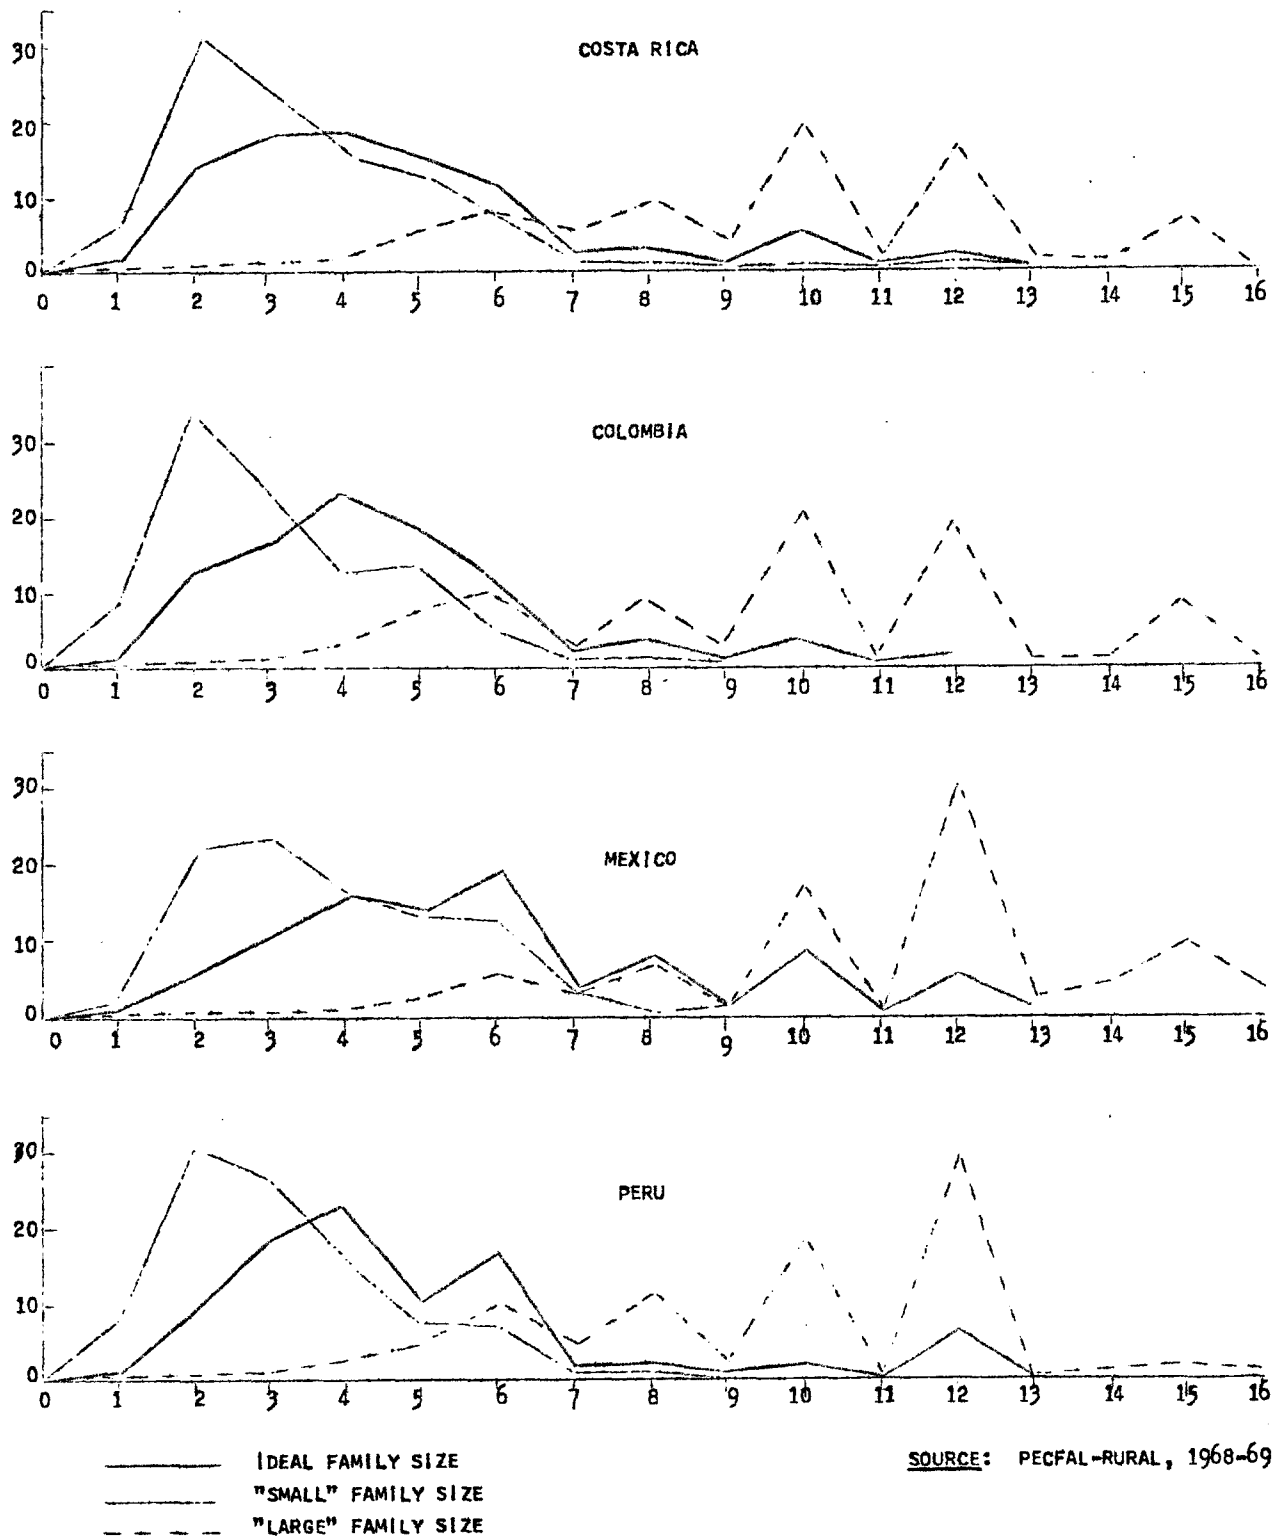 COSTA RICA
30
20
10
0
0 1 2 3 4 5 6 7 8 9 10 11 12 13 14 15 16
COLOMBIA
30
20
10
0
0 1 2 3 4 5 6 7 8 9 10 11 12 13 14 15 16
MEXICO
30
20
10
0
0 1 2 3 4 5 6 7 8 9 10 11 12 13 14 15 16
PERU
30
20
10
0
0 1 2 3 4 5 6 7 8 9 10 11 12 13 14 15 16
IDEAL FAMILY SIZE
"SMALL" FAMILY SIZE
"LARGE" FAMILY SIZE
SOURCE: PECFAL-RURAL, 1968-69